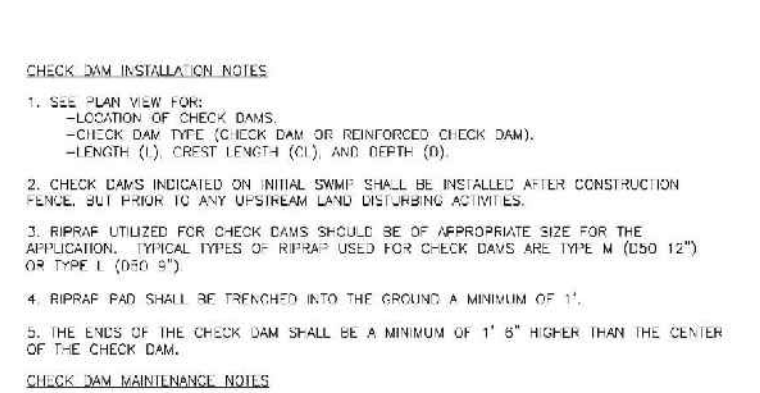 CHECK DAM INSTALLATION NOTES
1. SEE PLAN VIEW FOR:
-LOCATION OF CHECK DAMS.
-CHECK DAM TYPE (CHECK DAM OR REINFORCED CHECK DAM).
-LENGTH (L), CREST LENGTH (CL), AND DEPTH (D).
2. CHECK DAMS INDICATED ON INITIAL SWMP SHALL BE INSTALLED AFTER CONSTRUCTION
FENCE, BUT PRIOR TO ANY UPSTREAM LAND DISTURBING ACTIVITIES.
3. RIPRAP UTILIZED FOR CHECK DAMS SHOULD BE OF APPROPRIATE SIZE FOR THE
APPLICATION. TYPICAL TYPES OF RIPRAP USED FOR CHECK DAMS ARE TYPE M (D50 12")
OR TYPE L (D50 9").
4. RIPRAP PAD SHALL BE TRENCHED INTO THE GROUND A MINIMUM OF 1'.
5. THE ENDS OF THE CHECK DAM SHALL BE A MINIMUM OF 1' 6" HIGHER THAN THE CENTER
OF THE CHECK DAM.
CHECK DAM MAINTENANCE NOTES